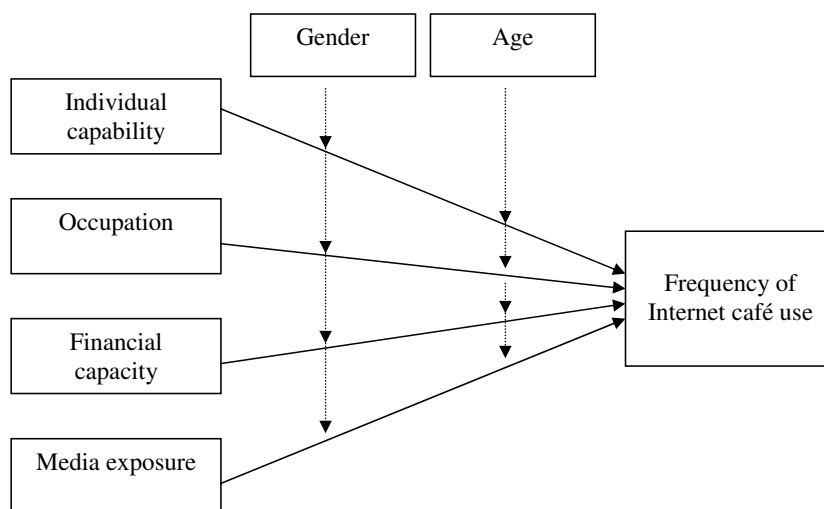 Gender
Age
Individual
capability
Occupation
Financial
capacity
Media exposure
Frequency of
Internet café use